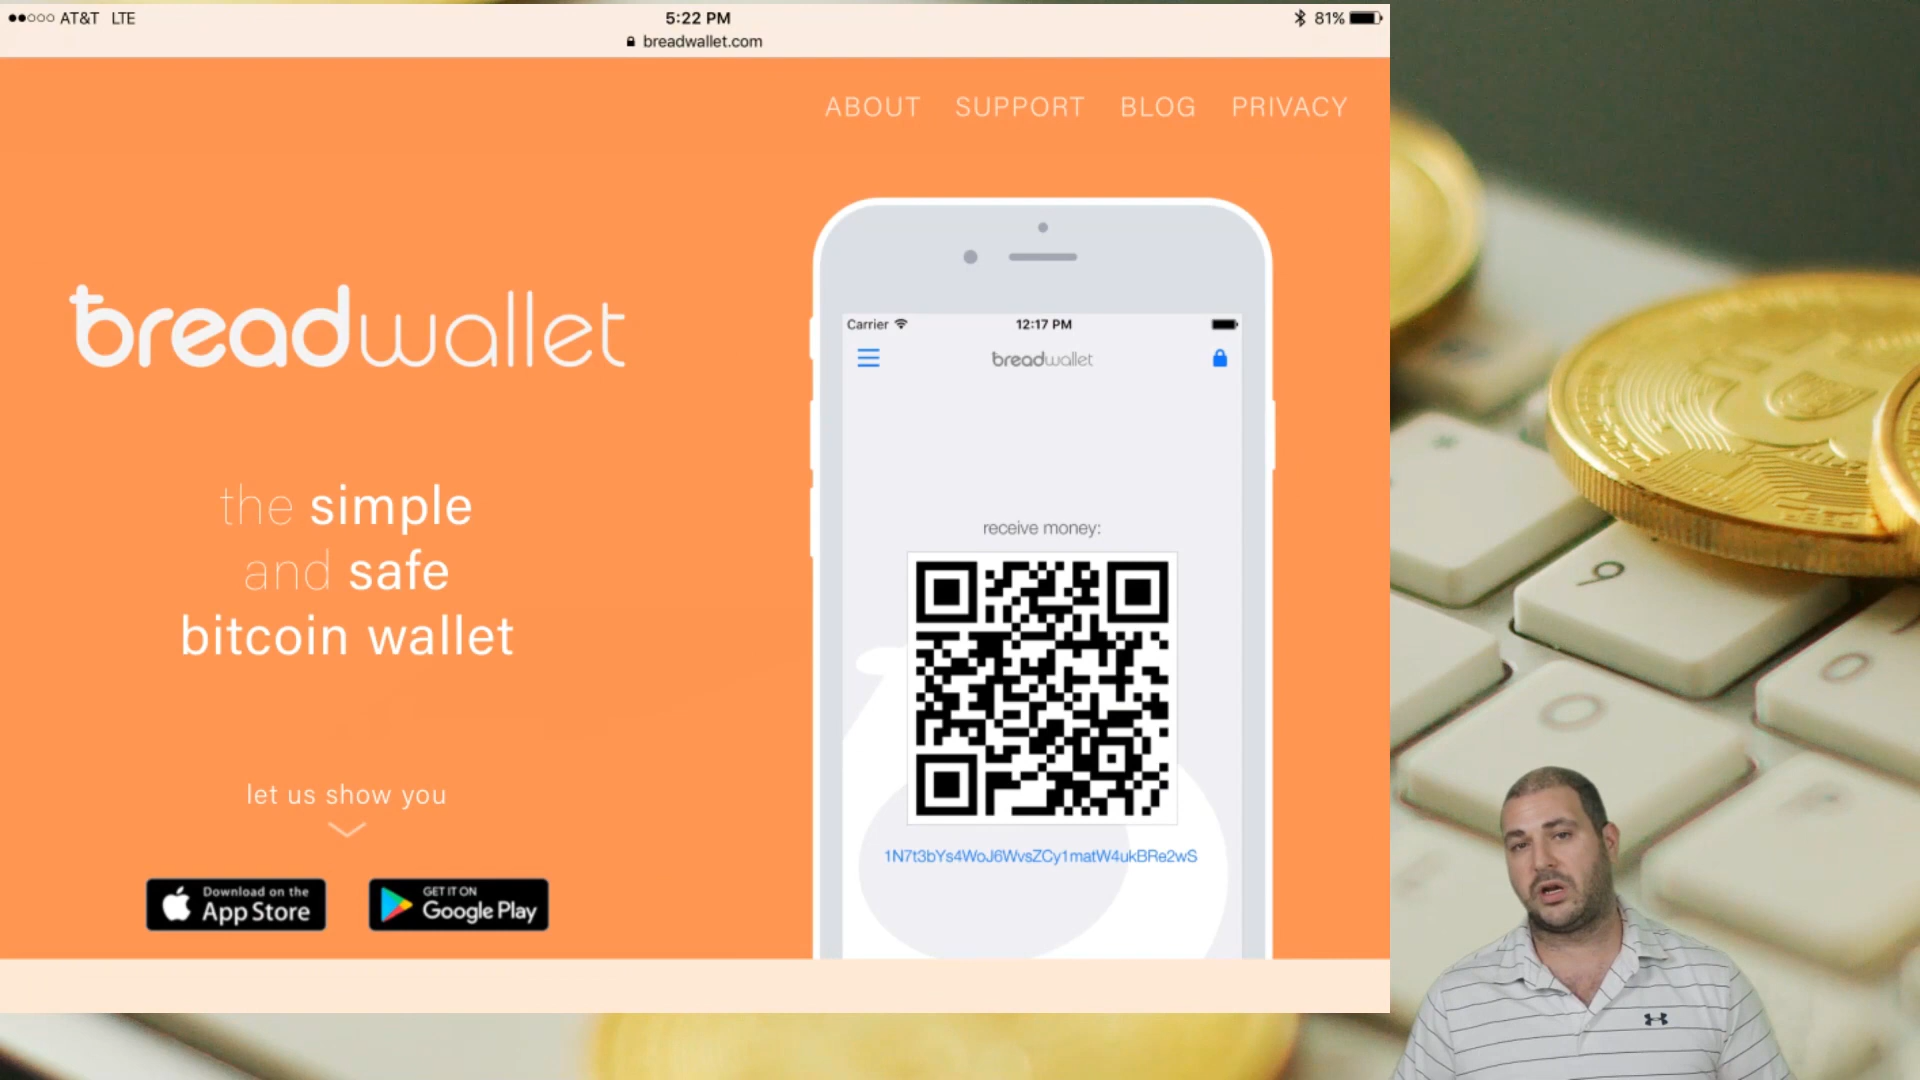 AT&T LTE
5:22 PM
81%
breadwallet.com
ABOUT SUPPORT BLOG PRIVACY
breadwallet
the simple
and safe
bitcoin wallet
let us show you
Download on the
App Store
GET IT ON
Google Play
Carrier
12:17 PM
breadwallet
receive money:
1N7t3bYs4WoJ6WvsZCy1matW4ukBRe2wS
9